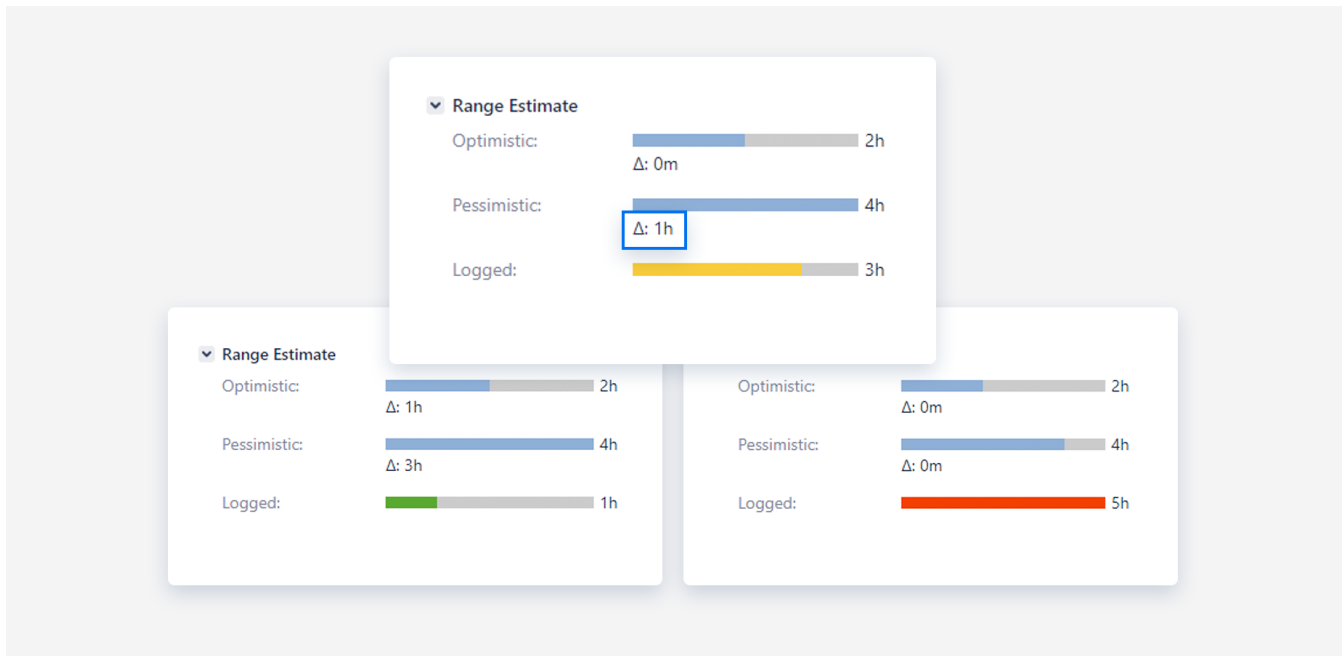 Range Estimate
Optimistic: 2h
Δ: 0m
Pessimistic: 4h
Δ: 1h
Logged: 3h
Range Estimate
Optimistic: 2h
Δ: 1h
Pessimistic: 4h
Δ: 3h
Logged: 1h
Optimistic: 2h
Δ: 0m
Pessimistic: 4h
Δ: 0m
Logged: 5h